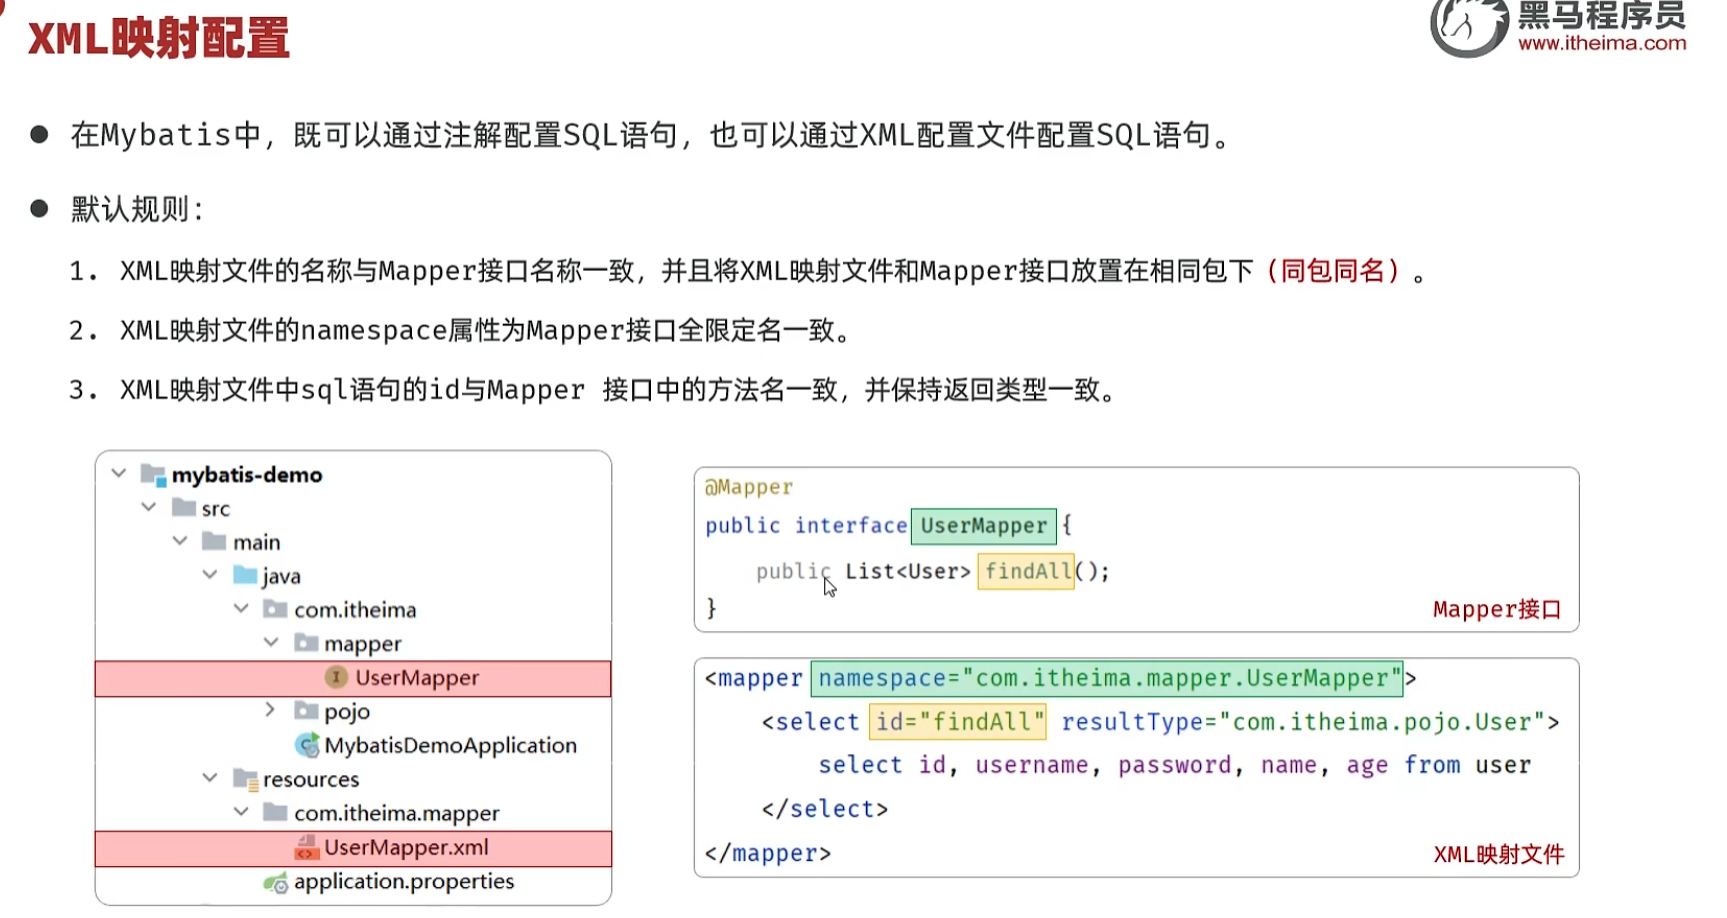 XML映射配置
黑马程序员
www.itheima.com
● 在Mybatis中，既可以通过注解配置SQL语句，也可以通过XML配置文件配置SQL语句。
● 默认规则：
1. XML映射文件的名称与Mapper接口名称一致，并且将XML映射文件和Mapper接口放置在相同包下（同包同名）。
2. XML映射文件的namespace属性为Mapper接口全限定名一致。
3. XML映射文件中sql语句的id与Mapper 接口中的方法名一致，并保持返回类型一致。
mybatis-demo
src
main
java
com.itheima
mapper
UserMapper
pojo
MybatisDemoApplication
resources
com.itheima.mapper
UserMapper.xml
application.properties
@Mapper
public interface UserMapper {
public List<User> findAll();
}
Mapper接口
<mapper namespace="com.itheima.mapper.UserMapper">
<select id="findAll" resultType="com.itheima.pojo.User">
select id, username, password, name, age from user
</select>
</mapper>
XML映射文件